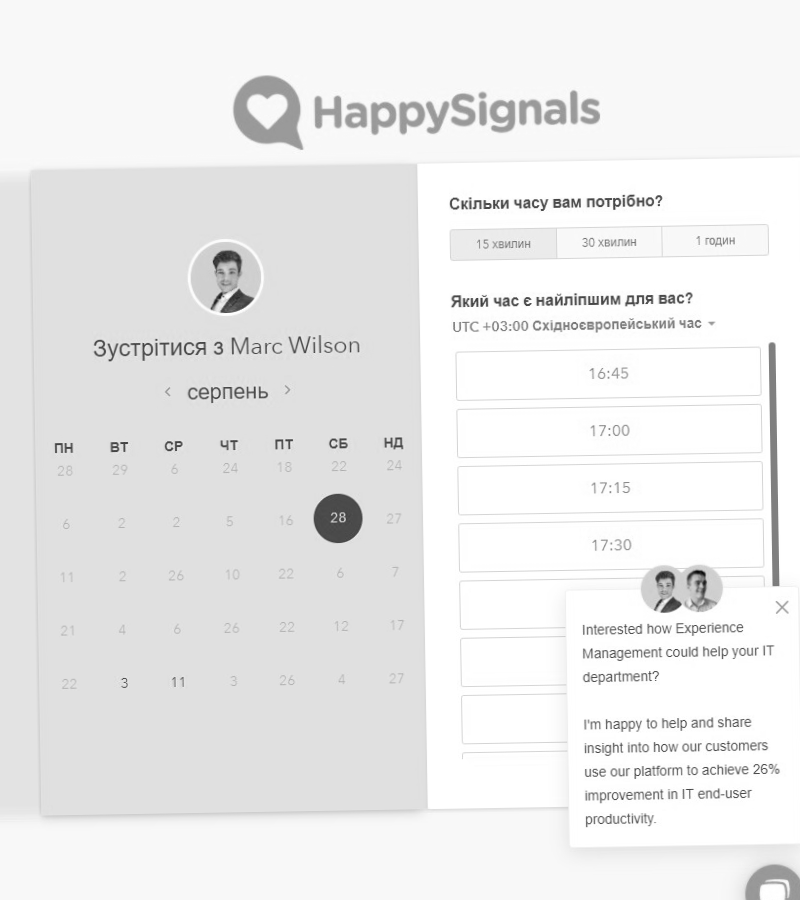 HappySignals
Зустрітися з Marc Wilson
серпень
ПН ВТ СР ЧТ ПТ СБ НД
28 29 6 24 18 22 24
6 2 2 5 16 28 27
11 2 26 10 22 6 7
21 4 6 26 22 12 17
22 3 11 3 26 4 27
Скільки часу вам потрібно?
15 хвилин 30 хвилин 1 годин
Який час є найліпшим для вас?
UTC +03:00 Східноєвропейський час
16:45
17:00
17:15
17:30
Interested how Experience
Management could help your IT
department?
I'm happy to help and share
insight into how our customers
use our platform to achieve 26%
improvement in IT end-user
productivity.